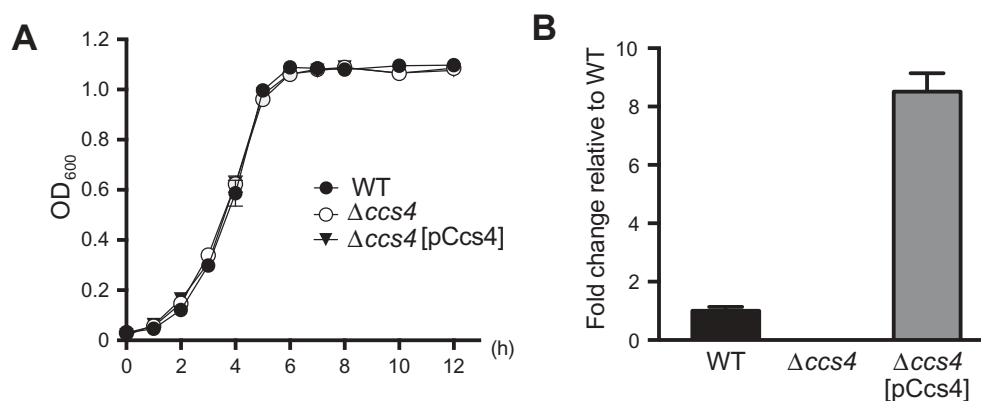 A
OD600
1.2
1.0
0.8
0.6
0.4
0.2
0
0 2 4 6 8 10 12 (h)
WT
Δccs4
Δccs4 [pCcs4]
B
Fold change relative to WT
10
8
6
4
2
0
WT Δccs4 Δccs4
[pCcs4]